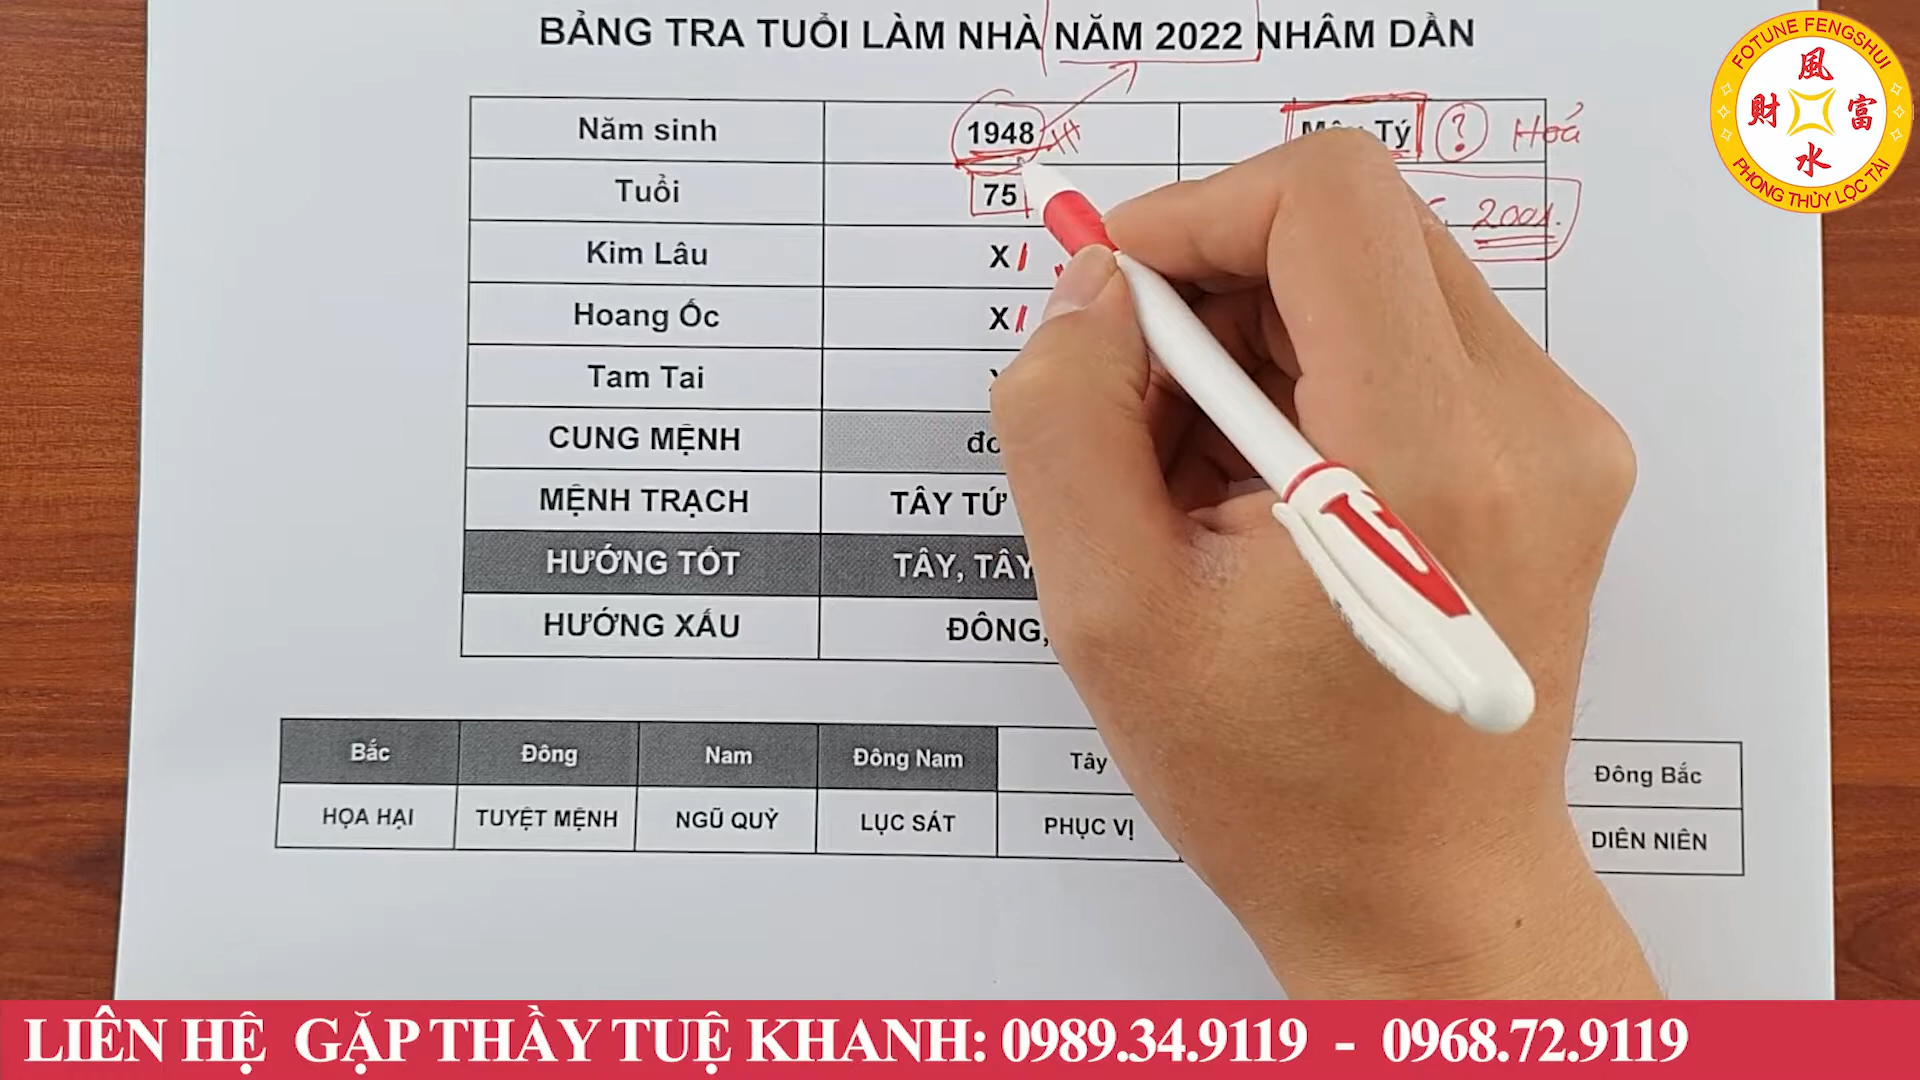 BẢNG TRA TUỔI LÀM NHÀ NĂM 2022 NHÂM DẦN
FOTUNE FENGSHUI
風
財 富
水
PHONG THỦY LỘC TÀI
Năm sinh 1948 Tý ? Hoả
Tuổi 75 2001.
Kim Lâu X
Hoang Ốc X
Tam Tai
CUNG MỆNH
MỆNH TRẠCH TÂY TỨ
HƯỚNG TỐT TÂY, TÂY
HƯỚNG XẤU ĐÔNG,
Bắc Đông Nam Đông Nam Tây Đông Bắc
HỌA HẠI TUYỆT MỆNH NGŨ QUỶ LỤC SÁT PHỤC VỊ DIÊN NIÊN
LIÊN HỆ GẶP THẦY TUỆ KHANH: 0989.34.9119 - 0968.72.9119